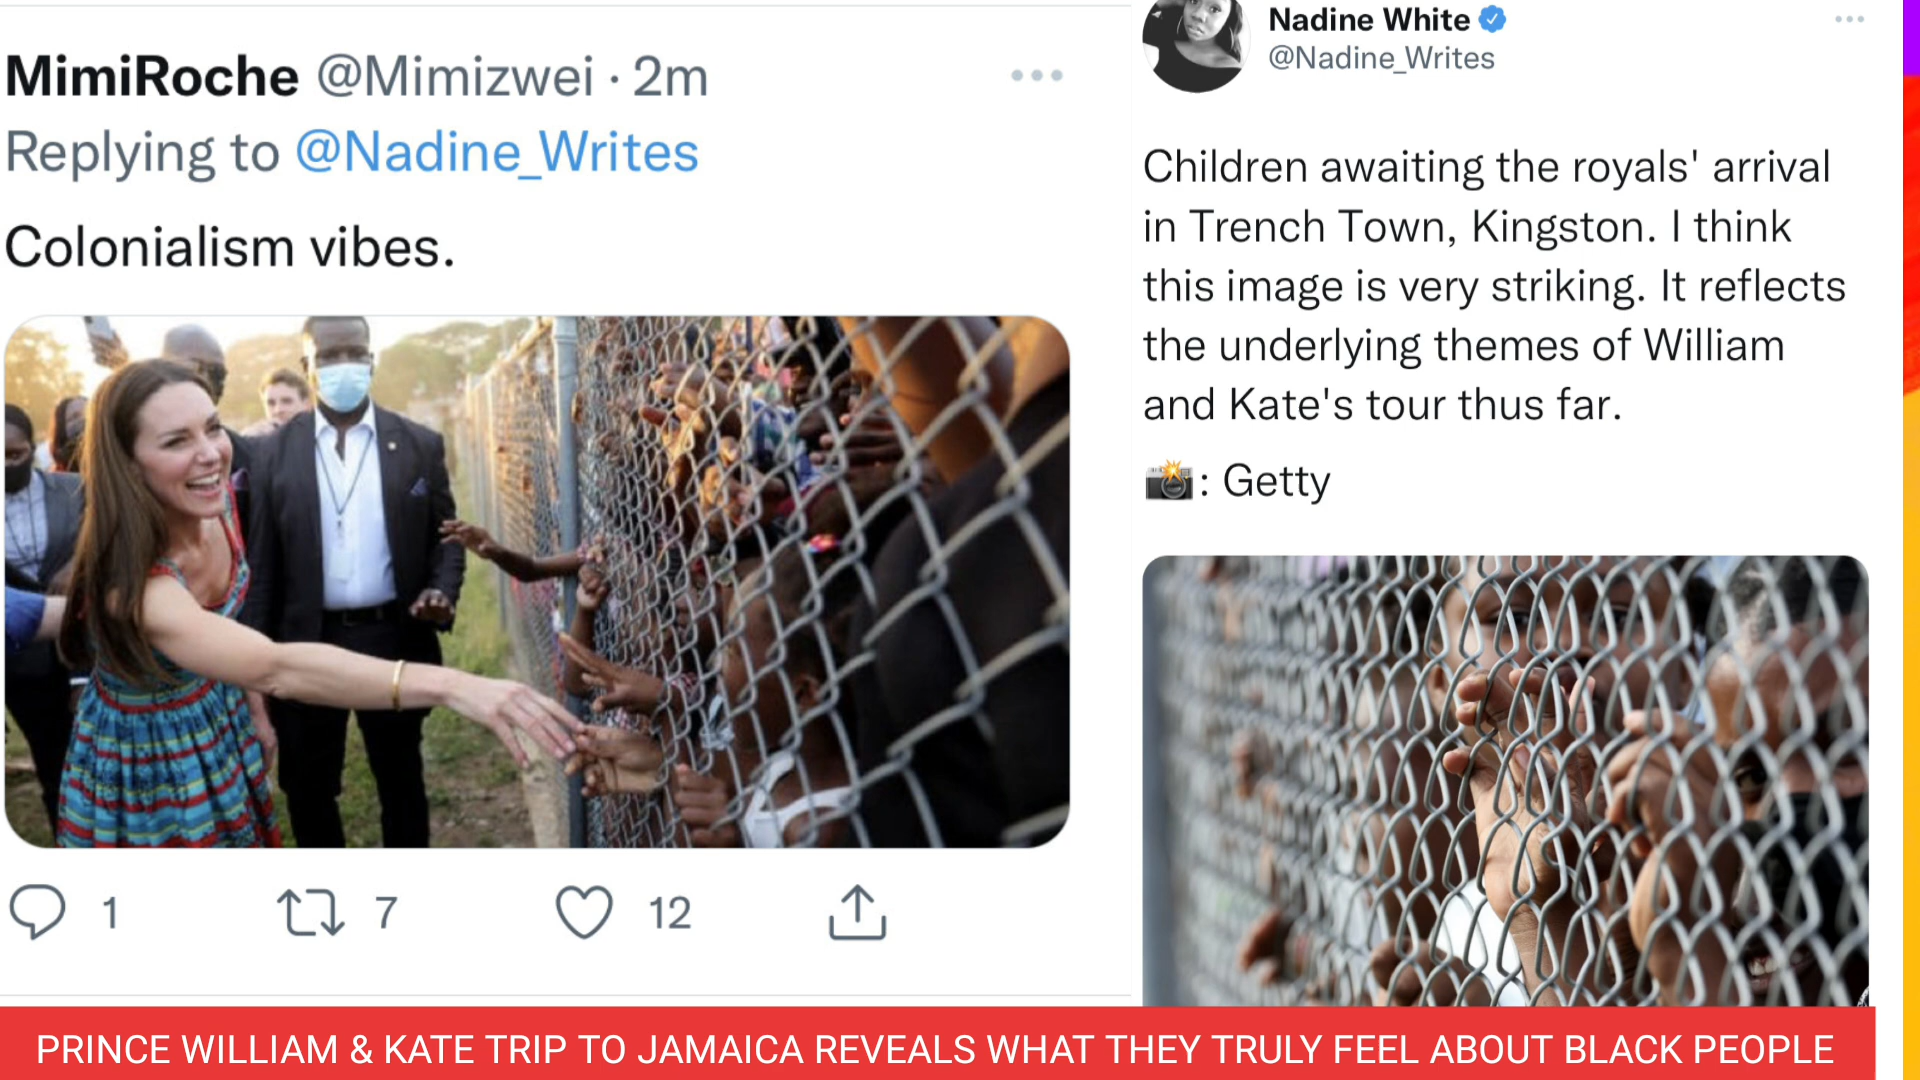 MimiRoche @Mimizwei · 2m
Replying to @Nadine_Writes
Colonialism vibes.
1 7 12
Nadine White
@Nadine_Writes
Children awaiting the royals' arrival
in Trench Town, Kingston. I think
this image is very striking. It reflects
the underlying themes of William
and Kate's tour thus far.
📸: Getty
PRINCE WILLIAM & KATE TRIP TO JAMAICA REVEALS WHAT THEY TRULY FEEL ABOUT BLACK PEOPLE